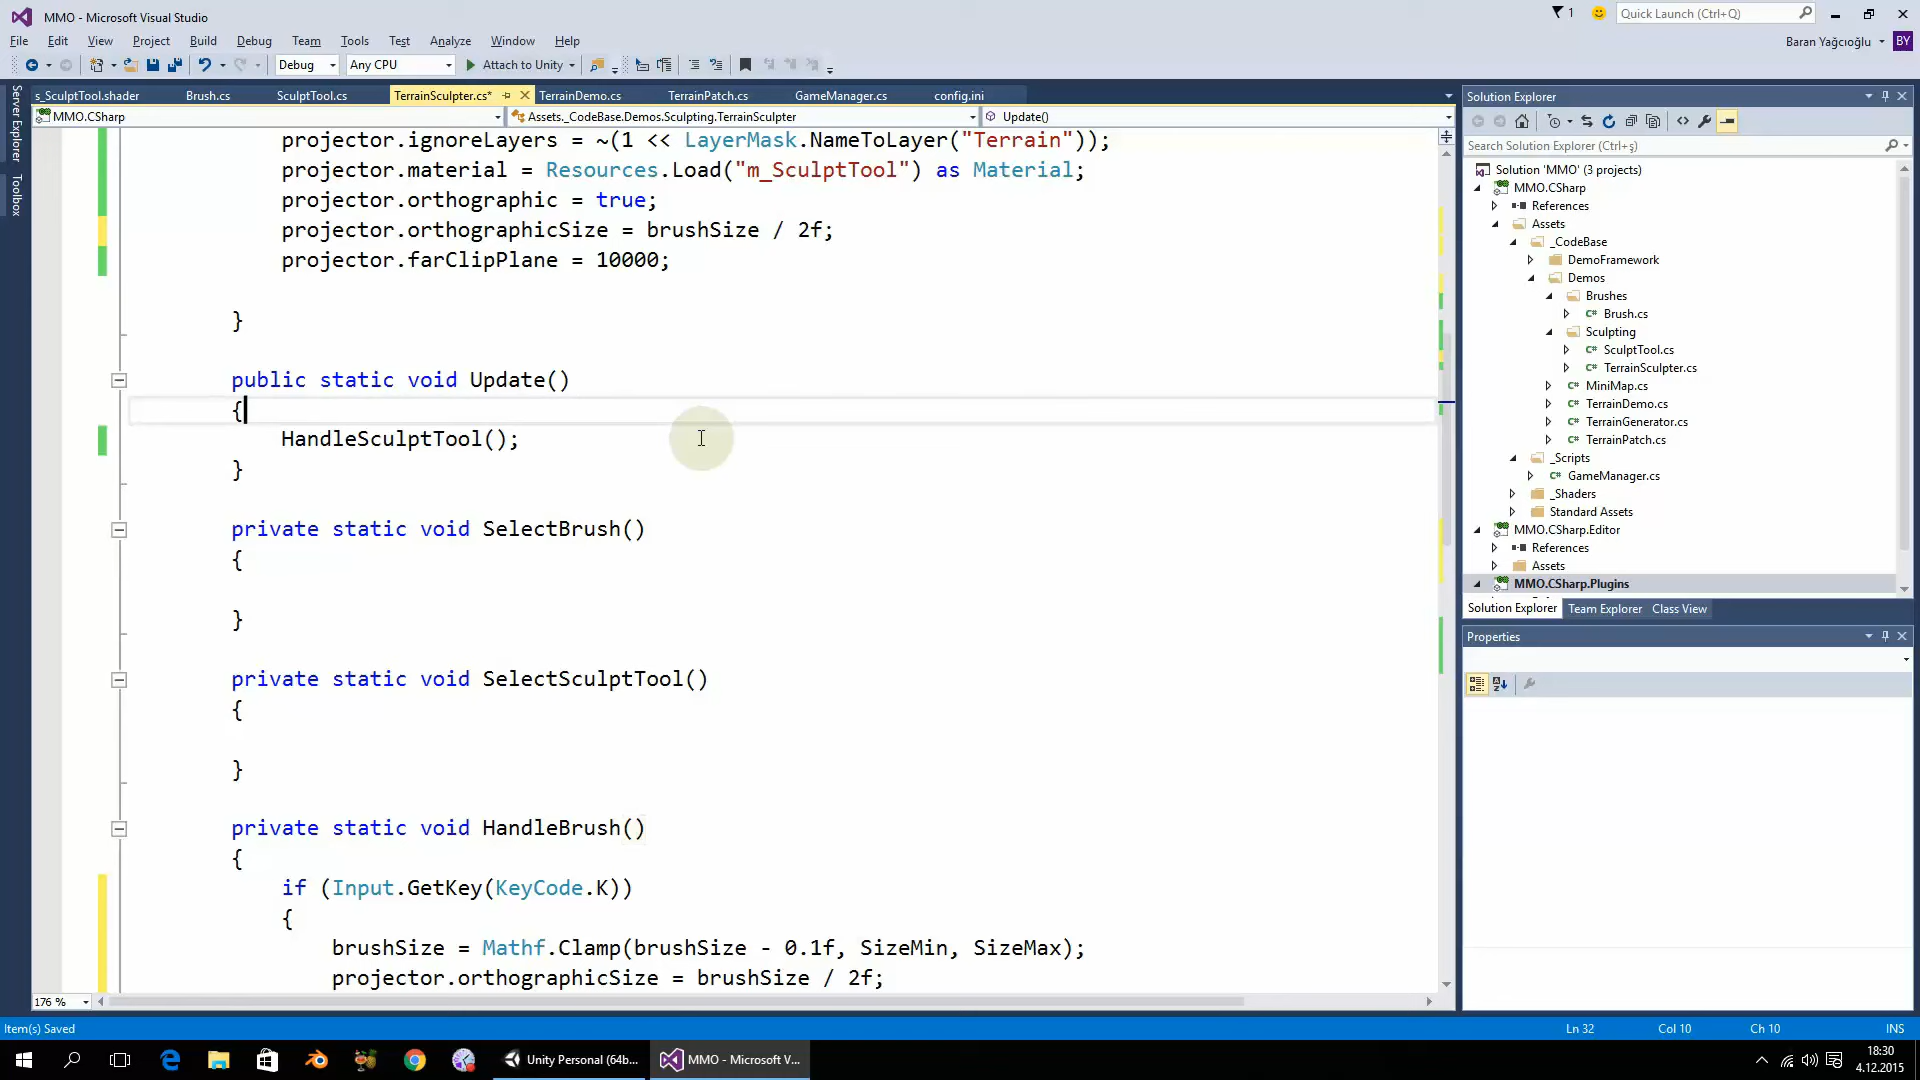 MMO - Microsoft Visual Studio
1
Quick Launch (Ctrl+Q)
File Edit View Project Build Debug Team Tools Test Analyze Window Help
Baran Yağcıoğlu BY
Debug Any CPU Attach to Unity
s_SculptTool.shader Brush.cs SculptTool.cs TerrainSculpter.cs* TerrainDemo.cs TerrainPatch.cs GameManager.cs config.ini
MMO.CSharp Assets._CodeBase.Demos.Sculpting.TerrainSculpter Update()
Server Explorer
Toolbox
projector.ignoreLayers = ~(1 << LayerMask.NameToLayer("Terrain"));
projector.material = Resources.Load("m_SculptTool") as Material;
projector.orthographic = true;
projector.orthographicSize = brushSize / 2f;
projector.farClipPlane = 10000;
}
public static void Update()
{
HandleSculptTool();
}
private static void SelectBrush()
{
}
private static void SelectSculptTool()
{
}
private static void HandleBrush()
{
if (Input.GetKey(KeyCode.K))
{
brushSize = Mathf.Clamp(brushSize - 0.1f, SizeMin, SizeMax);
projector.orthographicSize = brushSize / 2f;
176 %
Solution Explorer
Search Solution Explorer (Ctrl+ş)
Solution 'MMO' (3 projects)
MMO.CSharp
References
Assets
_CodeBase
DemoFramework
Demos
Brushes
C# Brush.cs
Sculpting
C# SculptTool.cs
C# TerrainSculpter.cs
C# MiniMap.cs
C# TerrainDemo.cs
C# TerrainGenerator.cs
C# TerrainPatch.cs
_Scripts
C# GameManager.cs
_Shaders
Standard Assets
MMO.CSharp.Editor
References
Assets
MMO.CSharp.Plugins
Solution Explorer Team Explorer Class View
Properties
Item(s) Saved Ln 32 Col 10 Ch 10 INS
Unity Personal (64b... MMO - Microsoft V...
18:30
4.12.2015